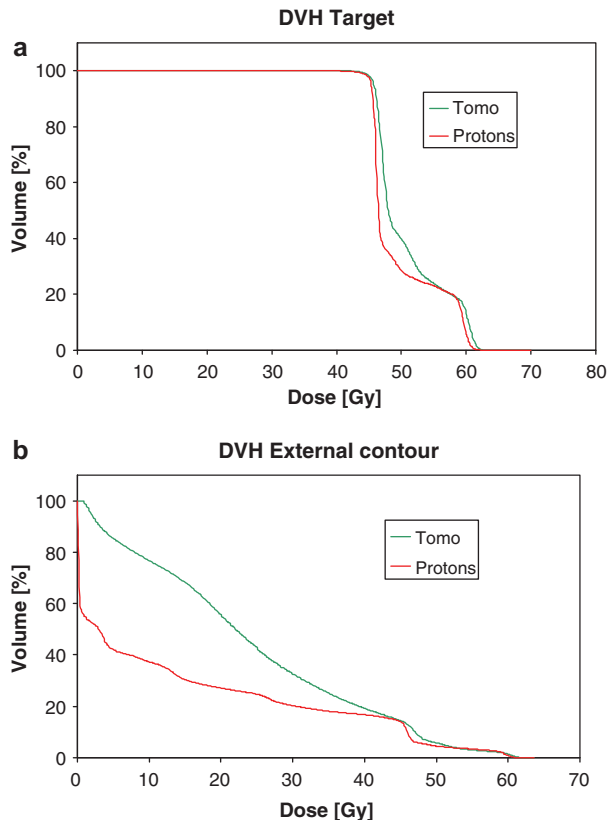 DVH Target
a
100
80
60
40
20
0
Volume [%]
Tomo
Protons
0 10 20 30 40 50 60 70 80
Dose [Gy]
b
DVH External contour
100
80
60
40
20
0
Volume [%]
Tomo
Protons
0 10 20 30 40 50 60 70
Dose [Gy]